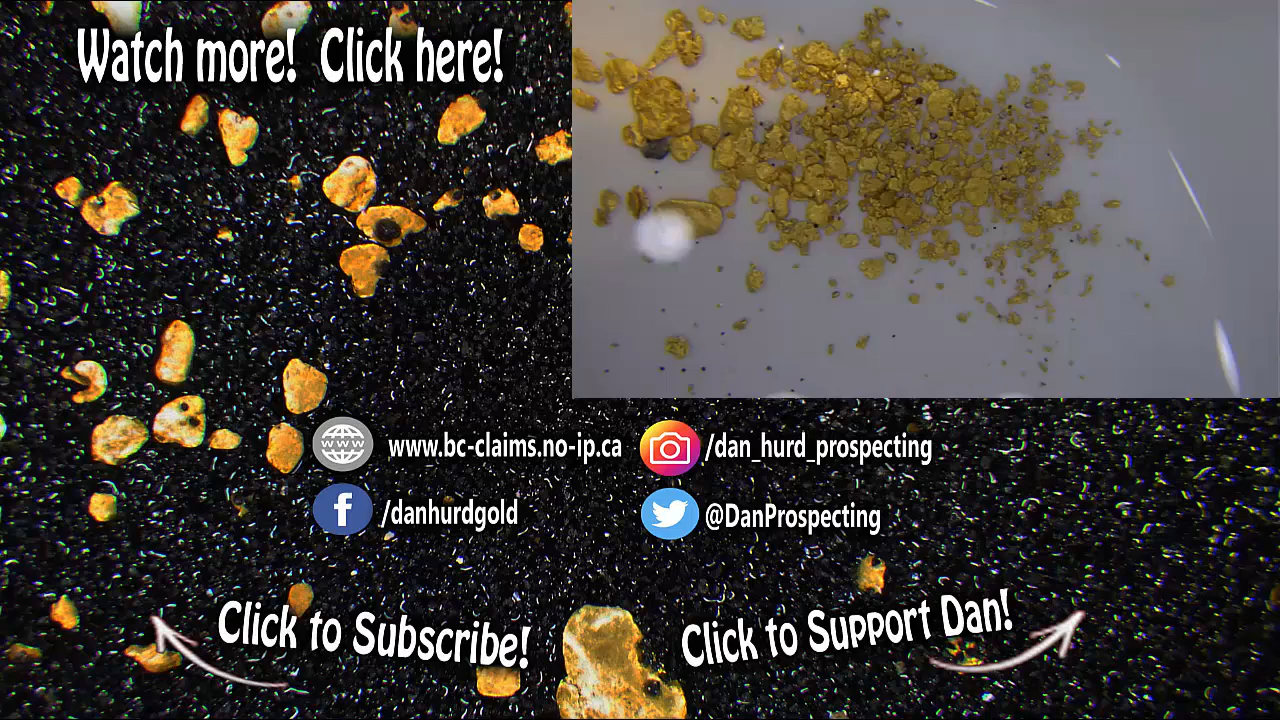 Watch more! Click here!
www.bc-claims.no-ip.ca
/dan_hurd_prospecting
/danhurdgold
@DanProspecting
Click to Subscribe!
Click to Support Dan!